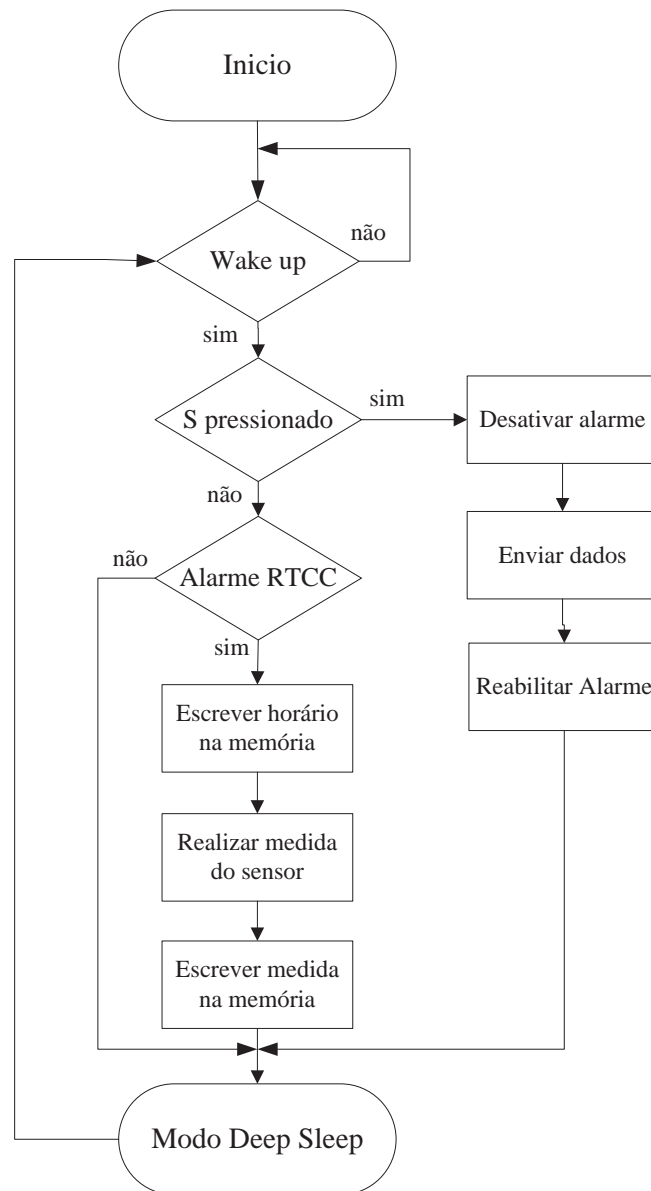 Inicio
não
Wake up
sim
S pressionado
sim
Desativar alarme
não
não
Alarme RTCC
Enviar dados
sim
Reabilitar Alarme
Escrever horário
na memória
Realizar medida
do sensor
Escrever medida
na memória
Modo Deep Sleep